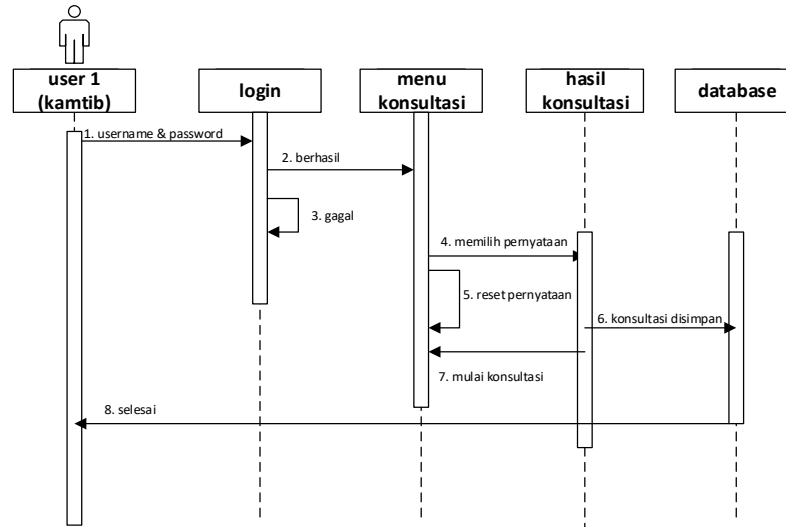 user 1
(kamtib)
login
menu
konsultasi
hasil
konsultasi
database
1. username & password
2. berhasil
3. gagal
4. memilih pernyataan
5. reset pernyataan
6. konsultasi disimpan
7. mulai konsultasi
8. selesai